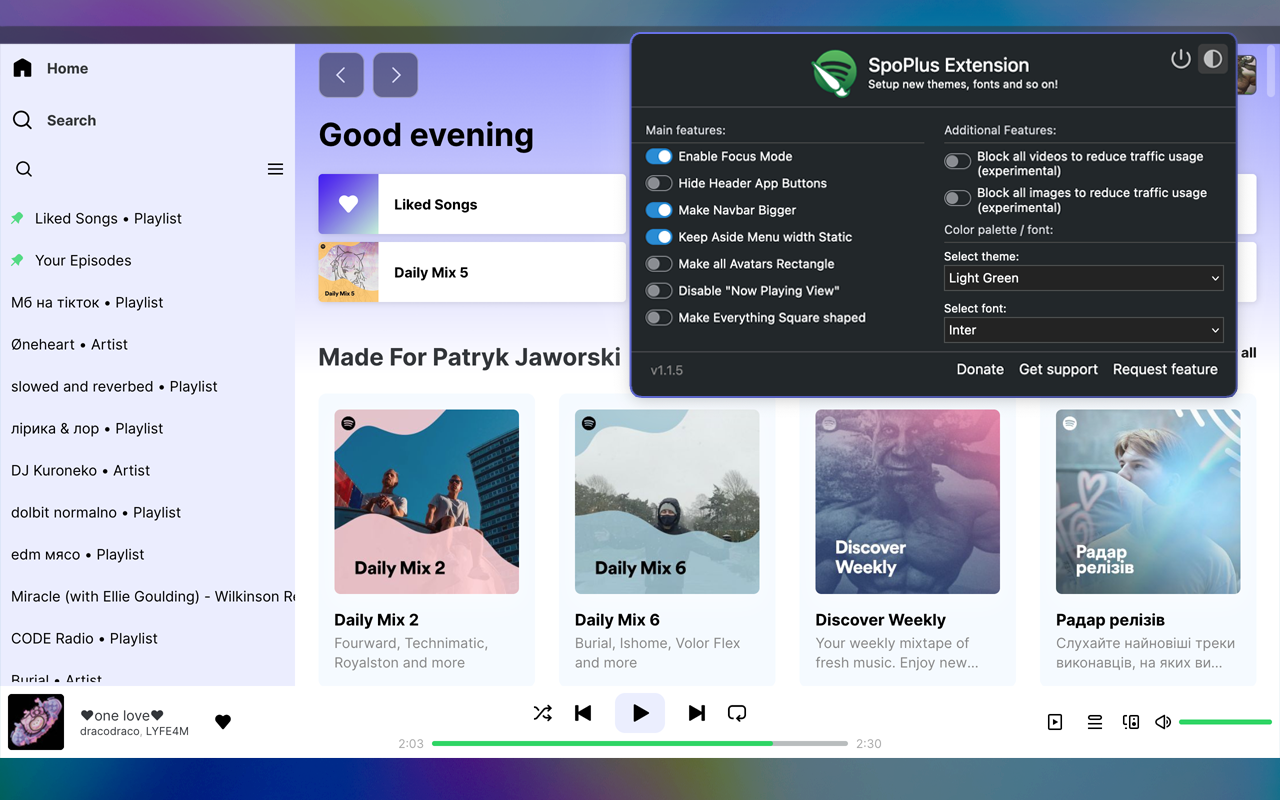 Home
Search
Liked Songs • Playlist
Your Episodes
Мб на тікток • Playlist
Øneheart • Artist
slowed and reverbed • Playlist
лірика & лор • Playlist
DJ Kuroneko • Artist
dolbit normalno • Playlist
edm мясо • Playlist
Miracle (with Ellie Goulding) - Wilkinson Re
CODE Radio • Playlist
Burial • Artist
Good evening
Liked Songs
Daily Mix 5
Daily Mix 5
Made For Patryk Jaworski
all
SpoPlus Extension
Setup new themes, fonts and so on!
Main features:
Enable Focus Mode
Hide Header App Buttons
Make Navbar Bigger
Keep Aside Menu width Static
Make all Avatars Rectangle
Disable "Now Playing View"
Make Everything Square shaped
Additional Features:
Block all videos to reduce traffic usage
(experimental)
Block all images to reduce traffic usage
(experimental)
Color palette / font:
Select theme:
Light Green
Select font:
Inter
v1.1.5
Donate
Get support
Request feature
Daily Mix 2
Daily Mix 2
Fourward, Technimatic,
Royalston and more
Daily Mix 6
Daily Mix 6
Burial, Ishome, Volor Flex
and more
Discover
Weekly
Discover Weekly
Your weekly mixtape of
fresh music. Enjoy new...
Радар
релізів
Радар релізів
Слухайте найновіші треки
виконавців, на яких ви...
♥one love♥
dracodraco, LYFE4M
2:03
2:30